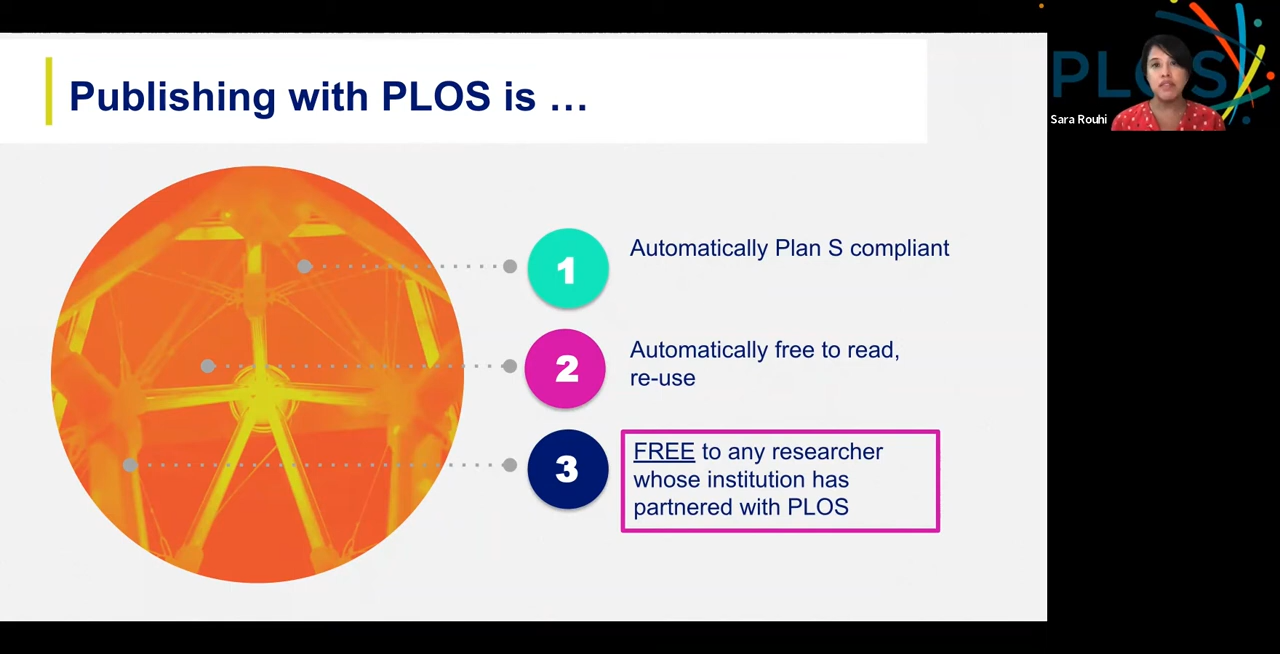 Publishing with PLOS is …
1
Automatically Plan S compliant
2
Automatically free to read,
re-use
3
FREE to any researcher
whose institution has
partnered with PLOS
PLOS
Sara Rouhi